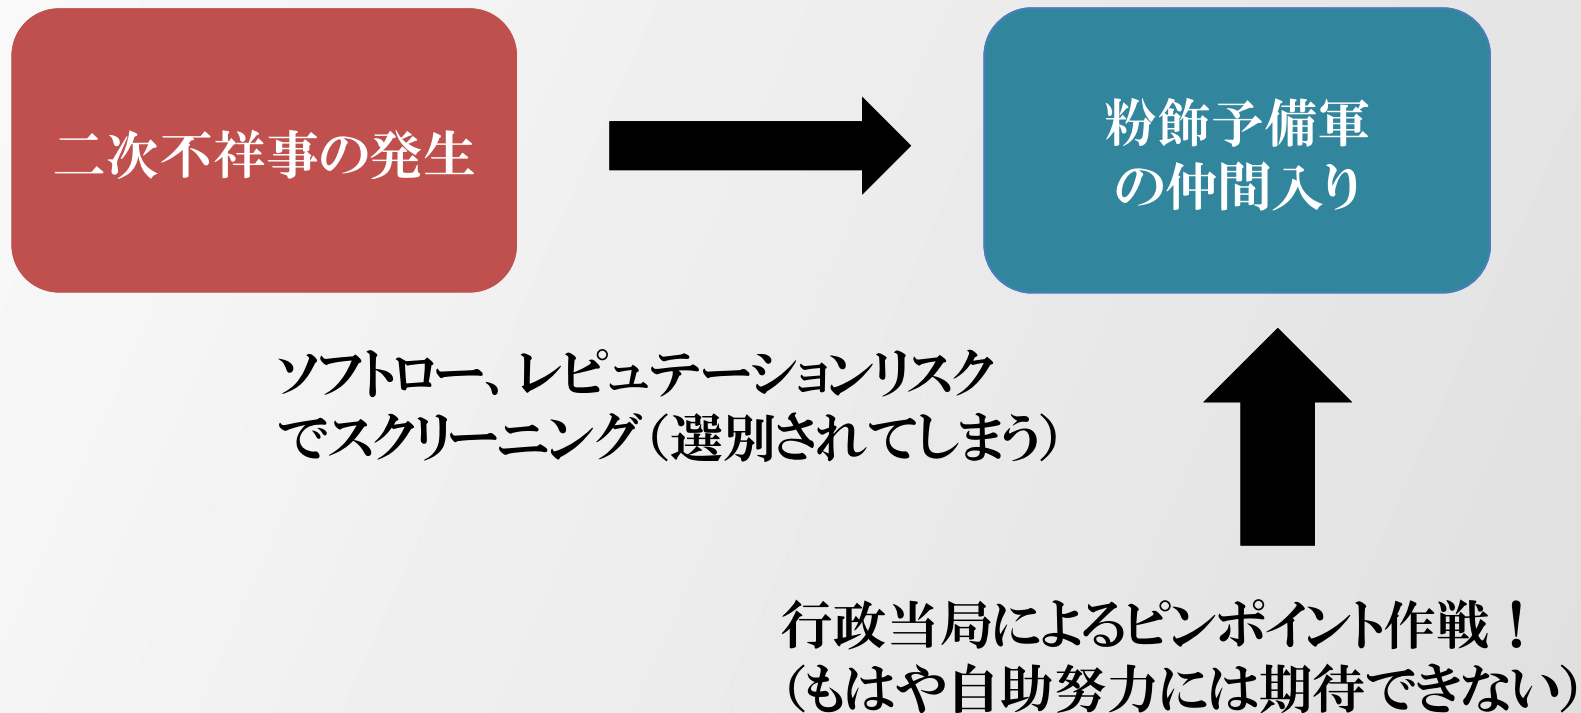 二次不祥事の発生
粉飾予備軍
の仲間入り
ソフトロー、レピュテーションリスク
でスクリーニング（選別されてしまう）
行政当局によるピンポイント作戦！
（もはや自助努力には期待できない）